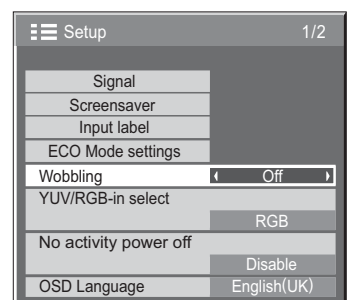 Setup 1/2
Signal
Screensaver
Input label
ECO Mode settings
Wobbling Off
YUV/RGB-in select
RGB
No activity power off
Disable
OSD Language English(UK)